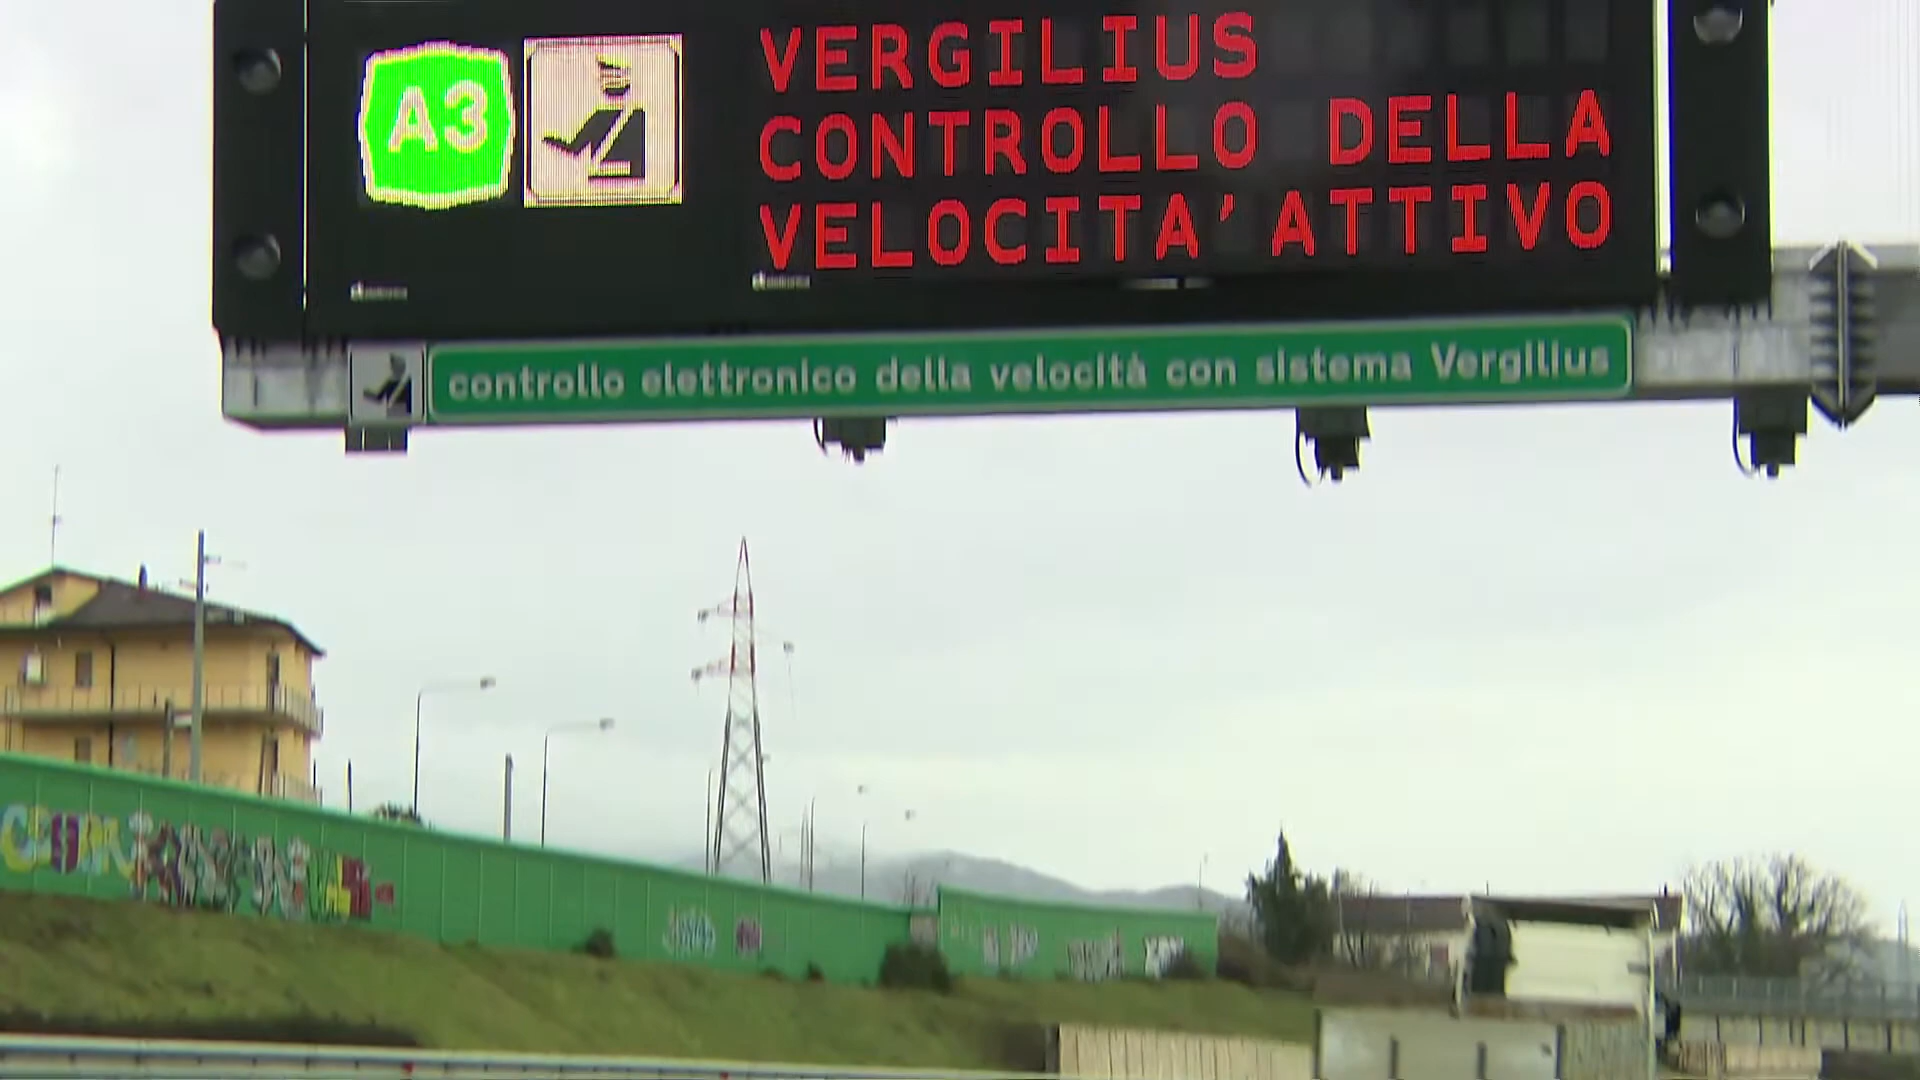 A3
VERGILIUS
CONTROLLO DELLA
VELOCITA' ATTIVO
controllo elettronico della velocità con sistema Vergilius